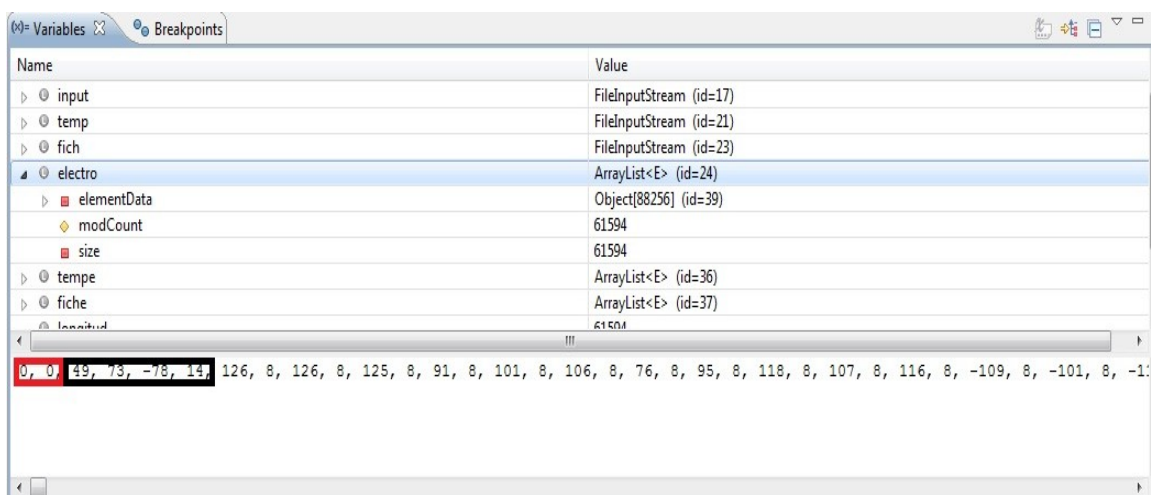 (x)= Variables Breakpoints
Name Value
input FileInputStream (id=17)
temp FileInputStream (id=21)
fich FileInputStream (id=23)
electro ArrayList<E> (id=24)
elementData Object[88256] (id=39)
modCount 61594
size 61594
tempe ArrayList<E> (id=36)
fiche ArrayList<E> (id=37)
longitud 61594
0, 0, 49, 73, -78, 14, 126, 8, 126, 8, 125, 8, 91, 8, 101, 8, 106, 8, 76, 8, 95, 8, 118, 8, 107, 8, 116, 8, -109, 8, -101, 8,